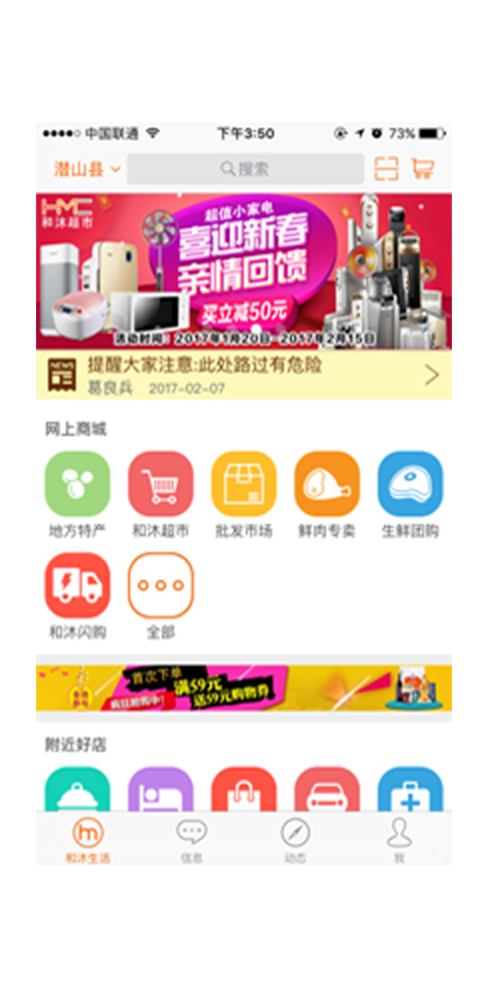 中国联通 下午3:50 73%
潜山县 搜索
HMC
和沐超市
超值小家电
喜迎新春
亲情回馈
买立减50元
活动时间：2017年1月20日-2017年2月15日
NEWS 提醒大家注意:此处路过有危险
葛良兵 2017-02-07
网上商城
地方特产 和沐超市 批发市场 鲜肉专卖 生鲜团购
和沐闪购 全部
首次下单
满59元
疯狂抢购中! 送59元购物券
附近好店
和沐生活 信息 动态 我